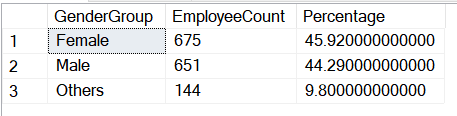 GenderGroup EmployeeCount Percentage
1 Female 675 45.920000000000
2 Male 651 44.290000000000
3 Others 144 9.800000000000